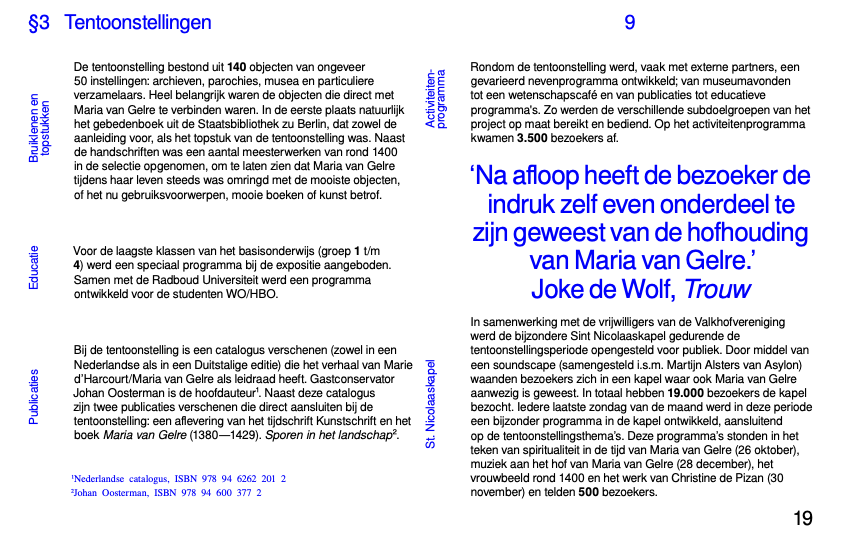 §3 Tentoonstellingen
9
Bruiklenen en
topstukken
De tentoonstelling bestond uit 140 objecten van ongeveer
50 instellingen: archieven, parochies, musea en particuliere
verzamelaars. Heel belangrijk waren de objecten die direct met
Maria van Gelre te verbinden waren. In de eerste plaats natuurlijk
het gebedenboek uit de Staatsbibliothek zu Berlin, dat zowel de
aanleiding voor, als het topstuk van de tentoonstelling was. Naast
de handschriften was een aantal meesterwerken van rond 1400
in de selectie opgenomen, om te laten zien dat Maria van Gelre
tijdens haar leven steeds was omringd met de mooiste objecten,
of het nu gebruiksvoorwerpen, mooie boeken of kunst betrof.
Educatie
Voor de laagste klassen van het basisonderwijs (groep 1 t/m
4) werd een speciaal programma bij de expositie aangeboden.
Samen met de Radboud Universiteit werd een programma
ontwikkeld voor de studenten WO/HBO.
Publicaties
Bij de tentoonstelling is een catalogus verschenen (zowel in een
Nederlandse als in een Duitstalige editie) die het verhaal van Marie
d'Harcourt/Maria van Gelre als leidraad heeft. Gastconservator
Johan Oosterman is de hoofdauteur¹. Naast deze catalogus
zijn twee publicaties verschenen die direct aansluiten bij de
tentoonstelling: een aflevering van het tijdschrift Kunstschrift en het
boek Maria van Gelre (1380—1429). Sporen in het landschap².
¹Nederlandse catalogus, ISBN 978 94 6262 201 2
²Johan Oosterman, ISBN 978 94 600 377 2
Activiteiten-
programma
Rondom de tentoonstelling werd, vaak met externe partners, een
gevarieerd nevenprogramma ontwikkeld; van museumavonden
tot een wetenschapscafé en van publicaties tot educatieve
programma's. Zo werden de verschillende subdoelgroepen van het
project op maat bereikt en bediend. Op het activiteitenprogramma
kwamen 3.500 bezoekers af.
‘Na afloop heeft de bezoeker de
indruk zelf even onderdeel te
zijn geweest van de hofhouding
van Maria van Gelre.’
Joke de Wolf, Trouw
St. Nicolaaskapel
In samenwerking met de vrijwilligers van de Valkhofvereniging
werd de bijzondere Sint Nicolaaskapel gedurende de
tentoonstellingsperiode opengesteld voor publiek. Door middel van
een soundscape (samengesteld i.s.m. Martijn Alsters van Asylon)
waanden bezoekers zich in een kapel waar ook Maria van Gelre
aanwezig is geweest. In totaal hebben 19.000 bezoekers de kapel
bezocht. Iedere laatste zondag van de maand werd in deze periode
een bijzonder programma in de kapel ontwikkeld, aansluitend
op de tentoonstellingsthema's. Deze programma's stonden in het
teken van spiritualiteit in de tijd van Maria van Gelre (26 oktober),
muziek aan het hof van Maria van Gelre (28 december), het
vrouwbeeld rond 1400 en het werk van Christine de Pizan (30
november) en telden 500 bezoekers.
19